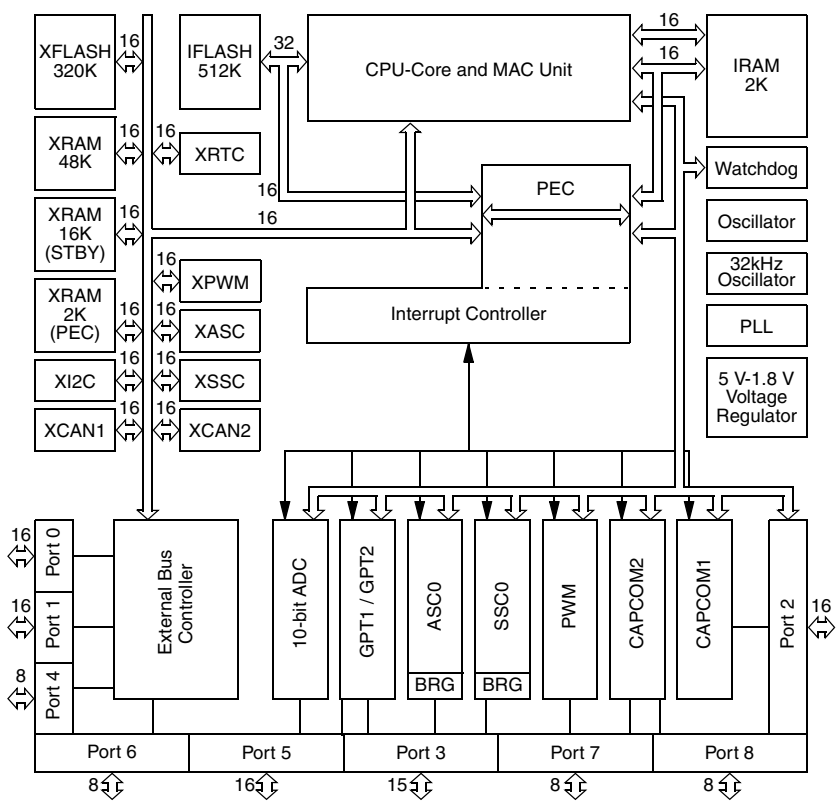 XFLASH
320K
16
IFLASH
512K
32
CPU-Core and MAC Unit
16
16
IRAM
2K
XRAM
48K
16
16
XRTC
16
PEC
Watchdog
XRAM
16K
(STBY)
16
16
Oscillator
16
XPWM
32kHz
Oscillator
XRAM
2K
(PEC)
16
16
XASC
Interrupt Controller
PLL
XI2C
16
16
XSSC
5 V-1.8 V
Voltage
Regulator
XCAN1
16
16
XCAN2
16
Port 0
External Bus
Controller
10-bit ADC
GPT1 / GPT2
ASC0
SSC0
PWM
CAPCOM2
CAPCOM1
Port 2
16
16
Port 1
8
Port 4
BRG
BRG
Port 6
Port 5
Port 3
Port 7
Port 8
8
16
15
8
8